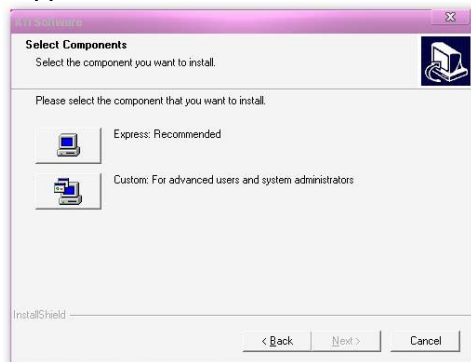 ATI Software
Select Components
Select the component you want to install.
Please select the component that you want to install.
Express: Recommended
Custom: For advanced users and system administrators
InstallShield
< Back
Next >
Cancel